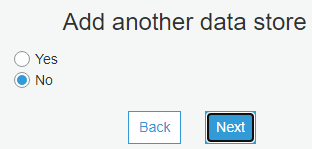 Add another data store
Yes
No
Back Next